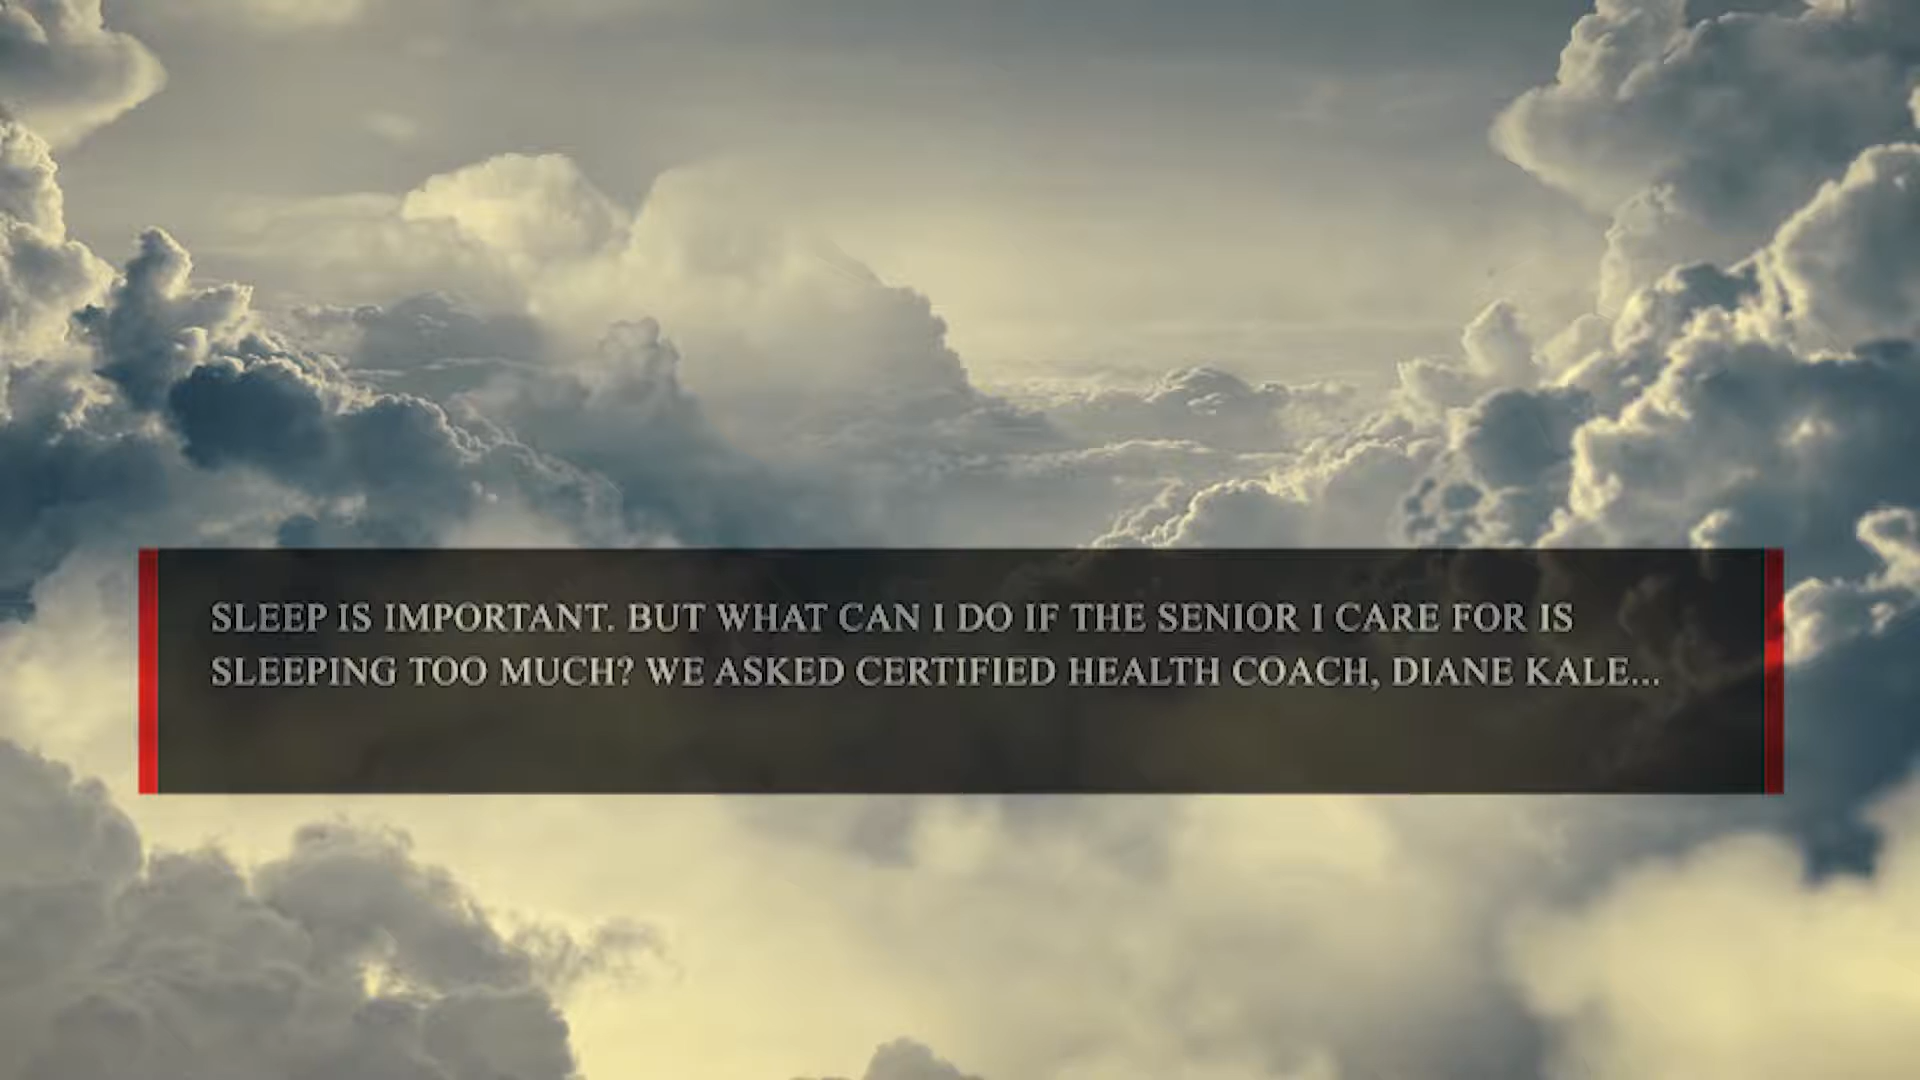 SLEEP IS IMPORTANT. BUT WHAT CAN I DO IF THE SENIOR I CARE FOR IS
SLEEPING TOO MUCH? WE ASKED CERTIFIED HEALTH COACH, DIANE KALE...